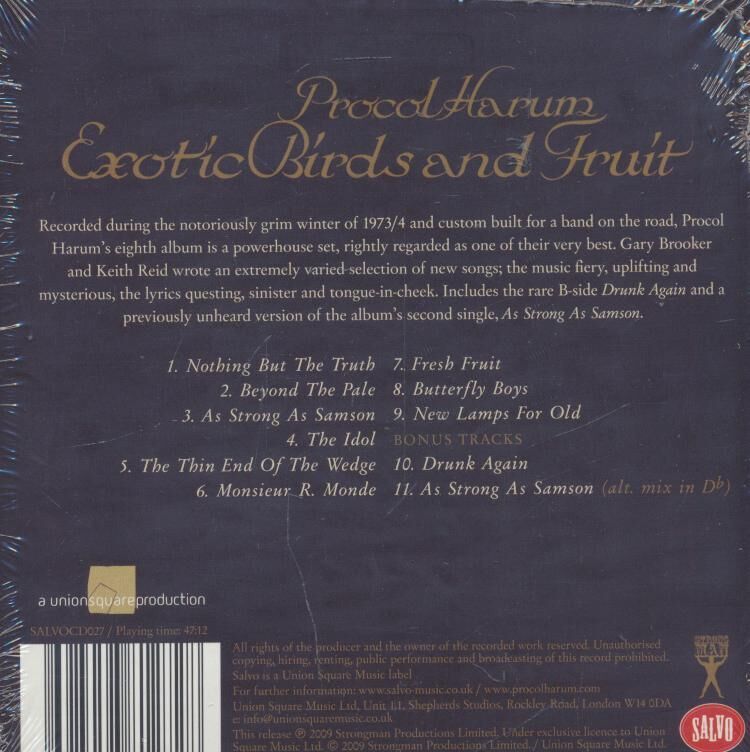 Procol Harum
Exotic Birds and Fruit
Recorded during the notoriously grim winter of 1973/4 and custom built for a band on the road, Procol
Harum's eighth album is a powerhouse set, rightly regarded as one of their very best. Gary Brooker
and Keith Reid wrote an extremely varied selection of new songs; the music fiery, uplifting and
mysterious, the lyrics questing, sinister and tongue-in-cheek. Includes the rare B-side Drunk Again and a
previously unheard version of the album's second single, As Strong As Samson.
1. Nothing But The Truth
2. Beyond The Pale
3. As Strong As Samson
4. The Idol
5. The Thin End Of The Wedge
6. Monsieur R. Monde
7. Fresh Fruit
8. Butterfly Boys
9. New Lamps For Old
BONUS TRACKS
10. Drunk Again
11. As Strong As Samson (alt. mix in D♭)
a unionsquareproduction
SALVOCD027 / Playing time: 47:12
All rights of the producer and the owner of the recorded work reserved. Unauthorised
copying, hiring, renting, public performance and broadcasting of this record prohibited.
Salvo is a Union Square Music label
For further information: www.salvo-music.co.uk / www.procolharum.com
Union Square Music Ltd, Unit 1.1, Shepherds Studios, Rockley Road, London W14 0DA
e: info@unionsquaremusic.co.uk
This release ℗ 2009 Strongman Productions Limited. Under exclusive licence to Union
Square Music Ltd. © 2009 Strongman Productions Limited. / Union Square Music Ltd.
STRONG
MAN
SALVO